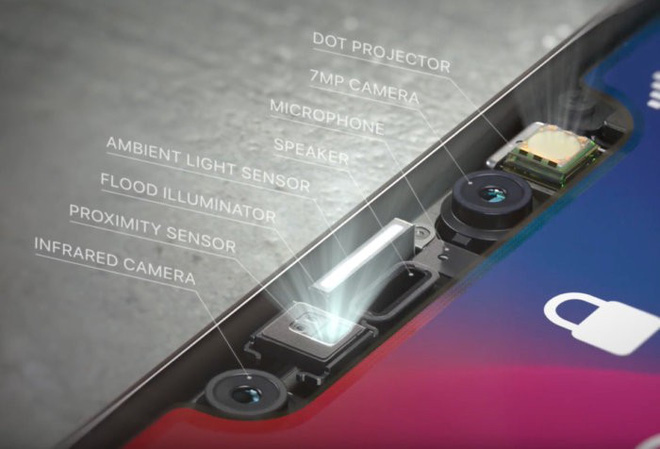 DOT PROJECTOR
7MP CAMERA
MICROPHONE
SPEAKER
AMBIENT LIGHT SENSOR
FLOOD ILLUMINATOR
PROXIMITY SENSOR
INFRARED CAMERA